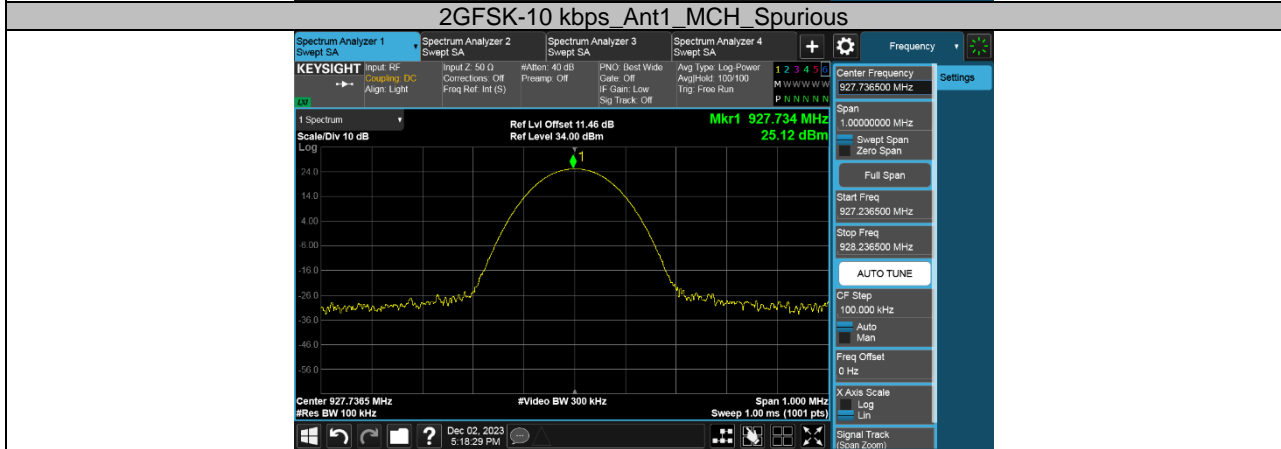 2GFSK-10 kbps_Ant1_MCH_Spurious
Spectrum Analyzer 1
Swept SA
Spectrum Analyzer 2
Swept SA
Spectrum Analyzer 3
Swept SA
Spectrum Analyzer 4
Swept SA
Frequency
KEYSIGHT
Input: RF
Coupling: DC
Align: Light
Input Z: 50 Ω
Corrections: Off
Freq Ref: Int (S)
#Atten: 40 dB
Preamp: Off
PNO: Best Wide
Gate: Off
IF Gain: Low
Sig Track: Off
Avg Type: Log-Power
Avg|Hold: 100/100
Trig: Free Run
1 2 3 4 5 6
M W W W W W
P N N N N N
LXI
1 Spectrum
Scale/Div 10 dB
Log
Ref Lvl Offset 11.46 dB
Ref Level 34.00 dBm
Mkr1 927.734 MHz
25.12 dBm
1
24.0
14.0
4.00
-6.00
-16.0
-26.0
-36.0
-46.0
-56.0
Center 927.7365 MHz
#Res BW 100 kHz
#Video BW 300 kHz
Span 1.000 MHz
Sweep 1.00 ms (1001 pts)
Center Frequency
927.736500 MHz
Span
1.00000000 MHz
Swept Span
Zero Span
Full Span
Start Freq
927.236500 MHz
Stop Freq
928.236500 MHz
AUTO TUNE
CF Step
100.000 kHz
Auto
Man
Freq Offset
0 Hz
X Axis Scale
Log
Lin
Signal Track
(Span Zoom)
Settings
?
Dec 02, 2023
5:18:29 PM